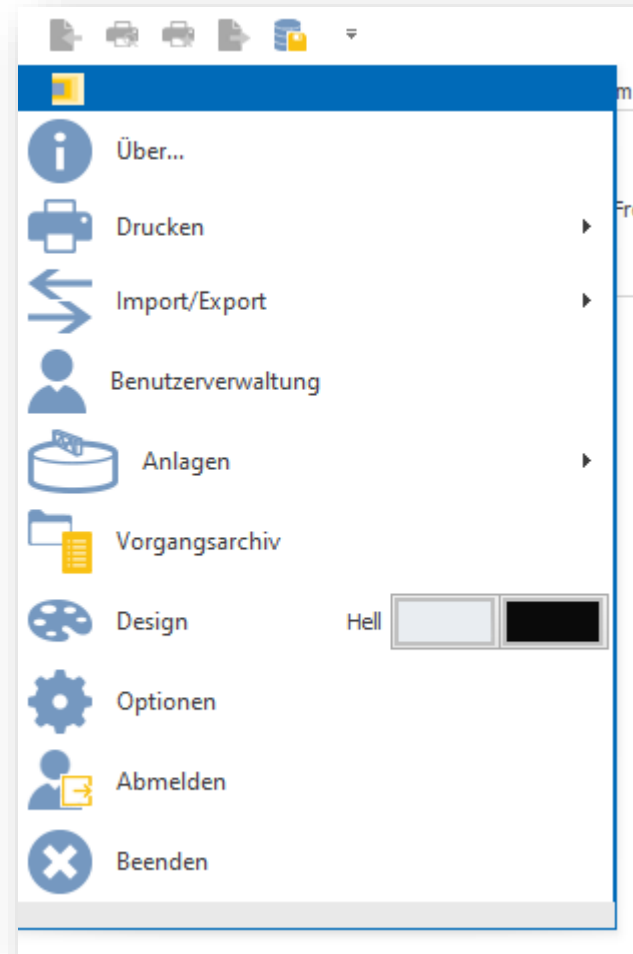 Über...
Drucken
Import/Export
Benutzerverwaltung
Anlagen
Vorgangsarchiv
Design Hell
Optionen
Abmelden
Beenden